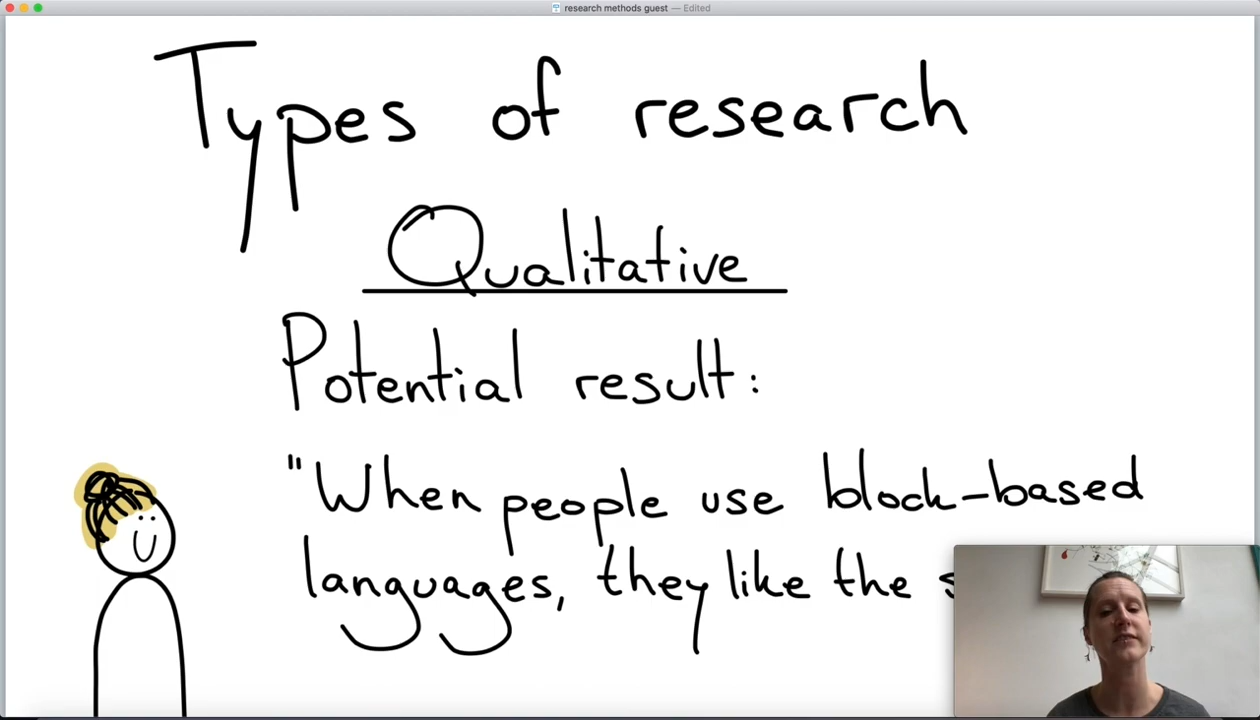 research methods guest — Edited
Types of research
Qualitative
Potential result:
"When people use block-based
languages, they like the